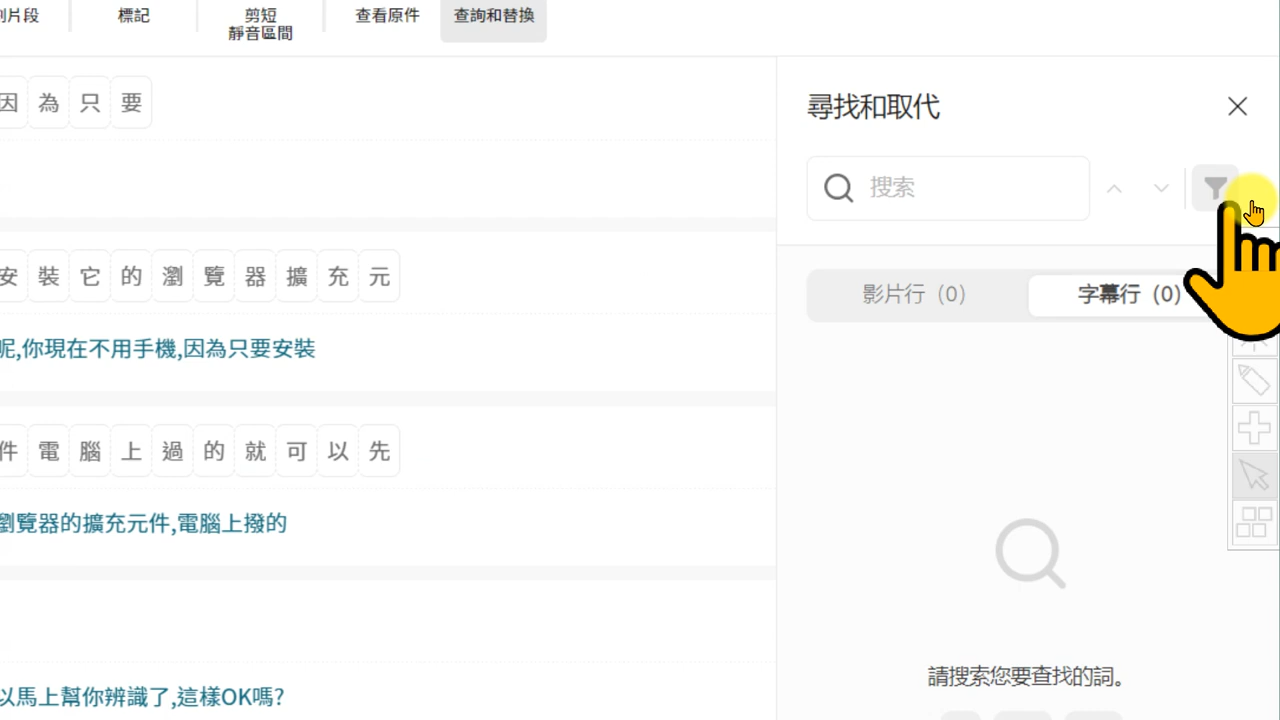 片段
標記
剪短
靜音區間
查看原件
查詢和替換
因為只要
安裝它的瀏覽器擴充元
呢,你現在不用手機,因為只要安裝
件電腦上過的就可以先
瀏覽器的擴充元件,電腦上撥的
以馬上幫你辨識了,這樣OK嗎?
尋找和取代
搜索
影片行（0）
字幕行（0）
請搜索您要查找的詞。